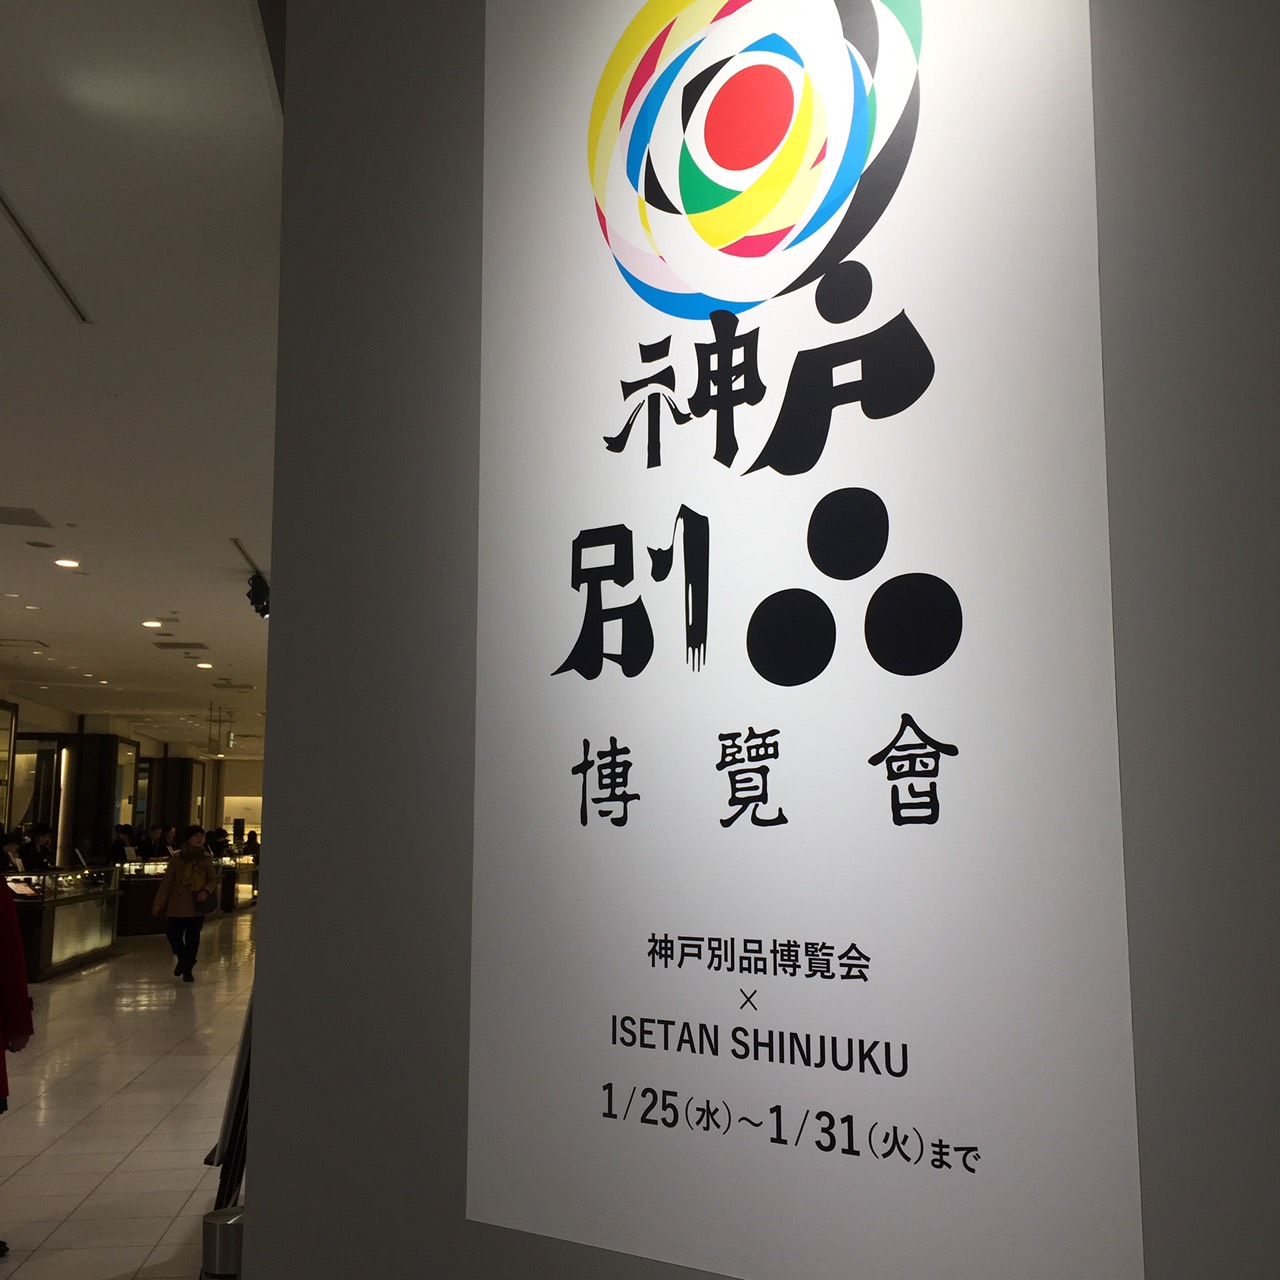 神戸
別品
博覽會
神戸別品博覧会
×
ISETAN SHINJUKU
1/25(水)〜1/31(火)まで